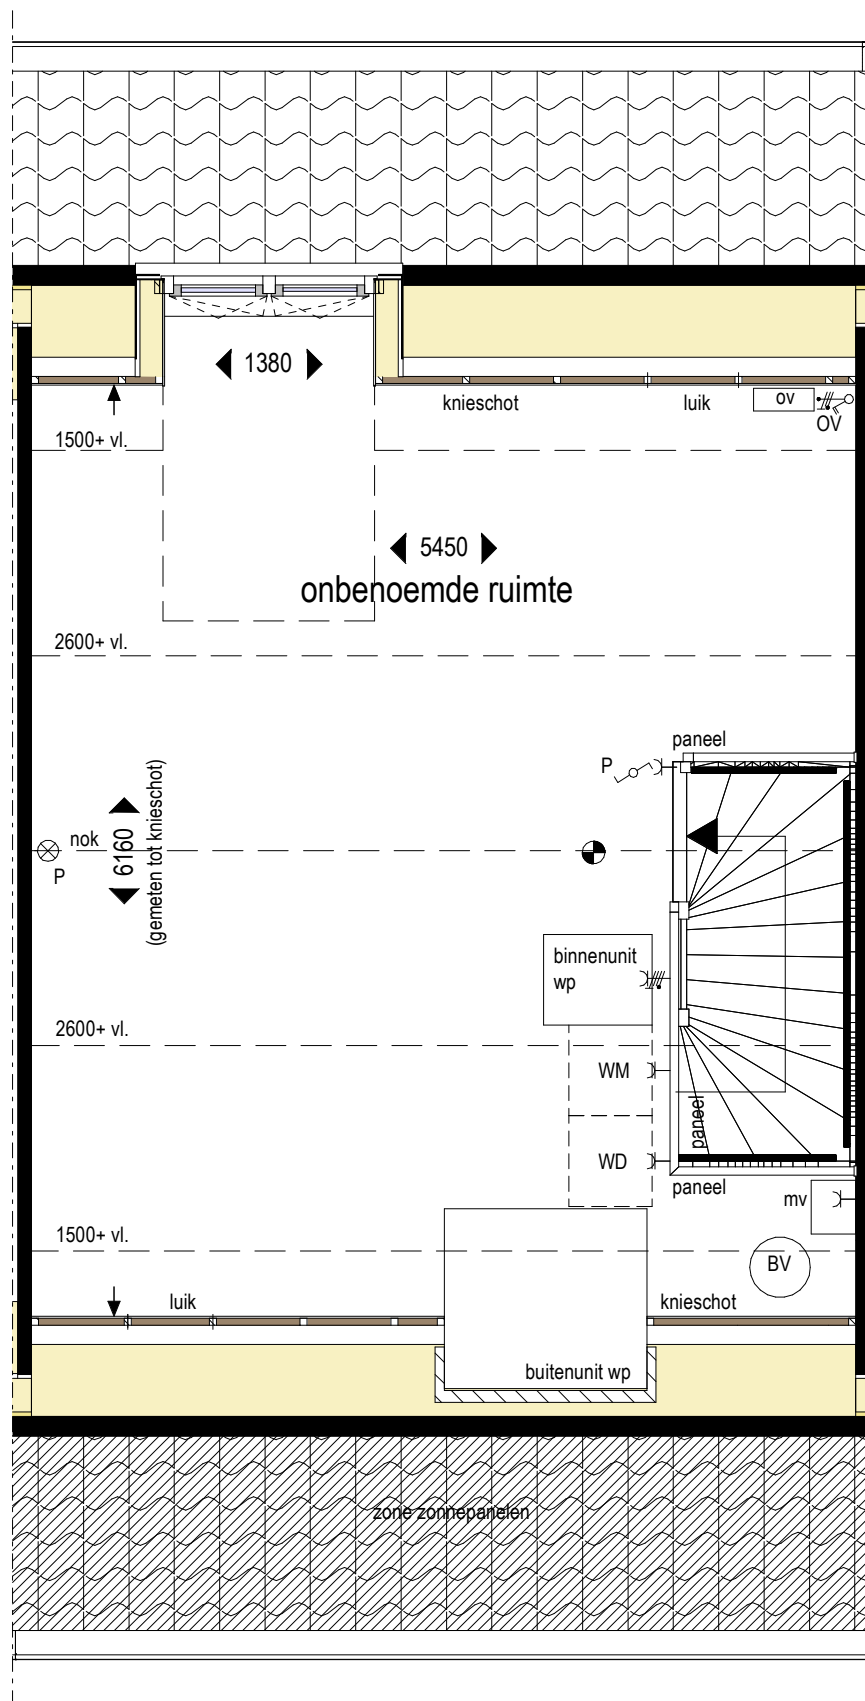 1380
knieschot
luik
ov
OV
1500+ vl.
5450
onbenoemde ruimte
2600+ vl.
paneel
P
nok
P
6160
(gemeten tot knieschot)
binnenunit
wp
2600+ vl.
WM
paneel
WD
paneel
mv
1500+ vl.
BV
luik
knieschot
buitenunit wp
zone zonnepanelen